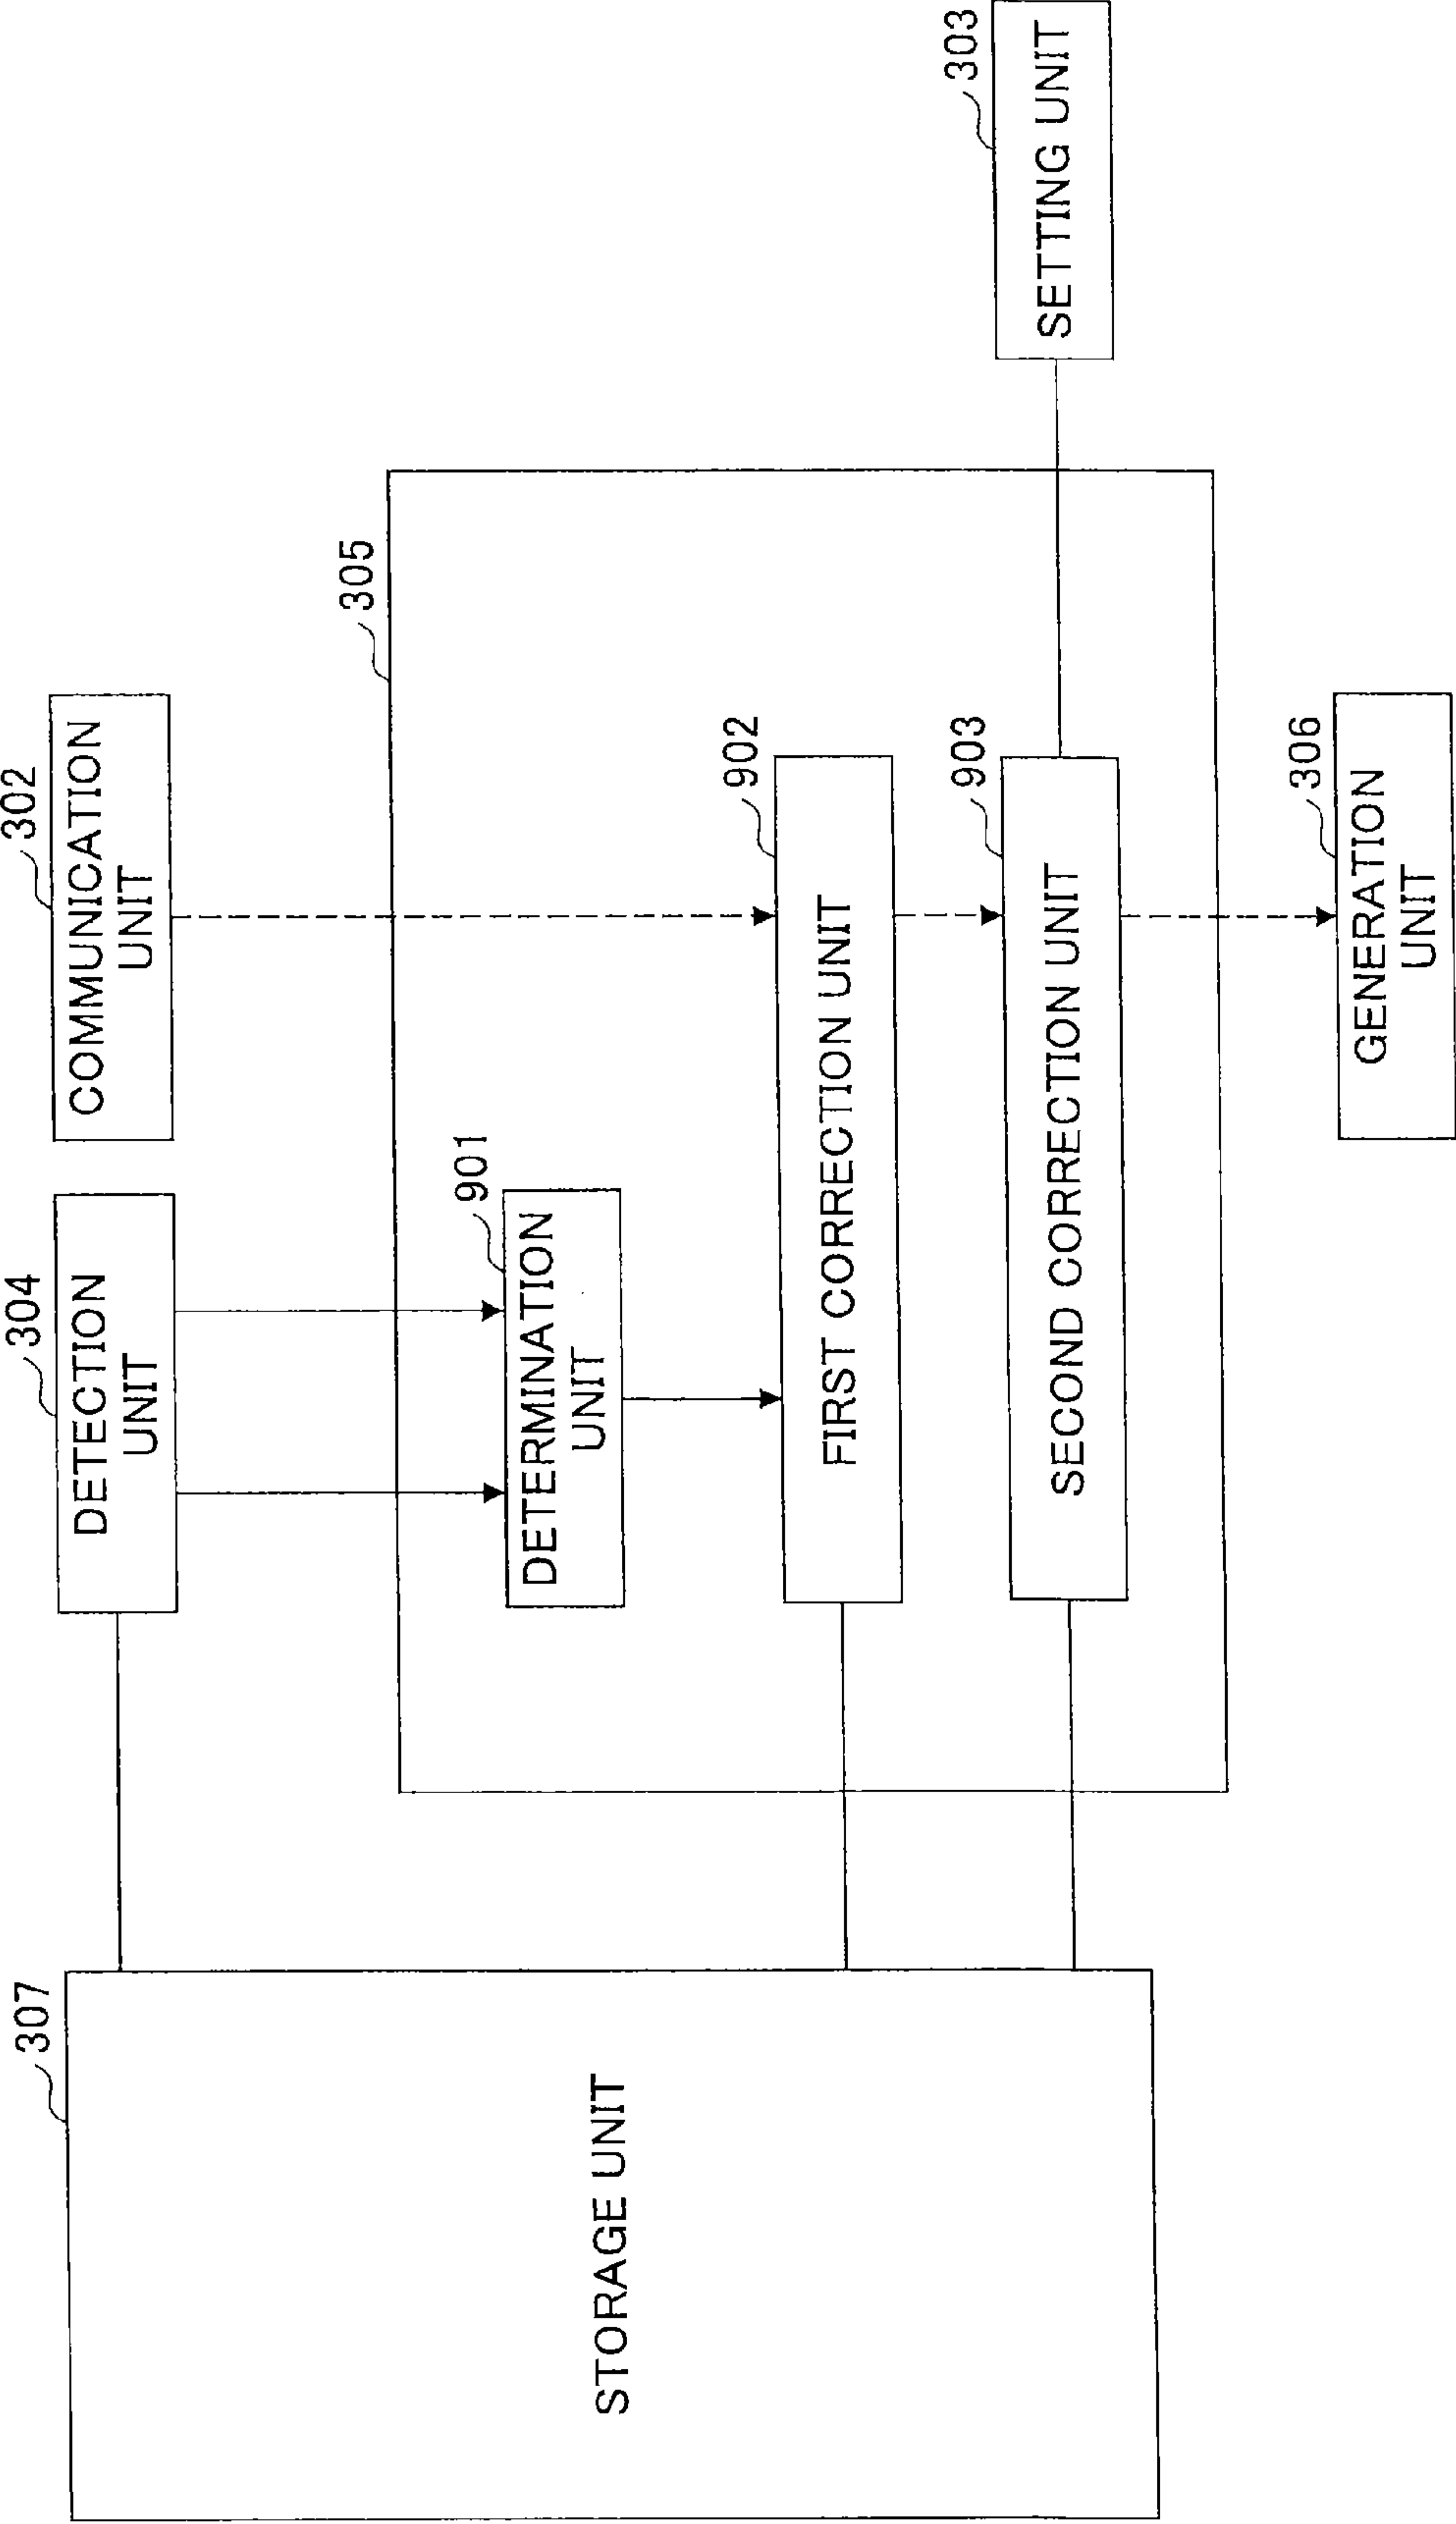 307
STORAGE UNIT
304
DETECTION
UNIT
302
COMMUNICATION
UNIT
305
901
DETERMINATION
UNIT
902
FIRST CORRECTION UNIT
903
SECOND CORRECTION UNIT
303
SETTING UNIT
306
GENERATION
UNIT